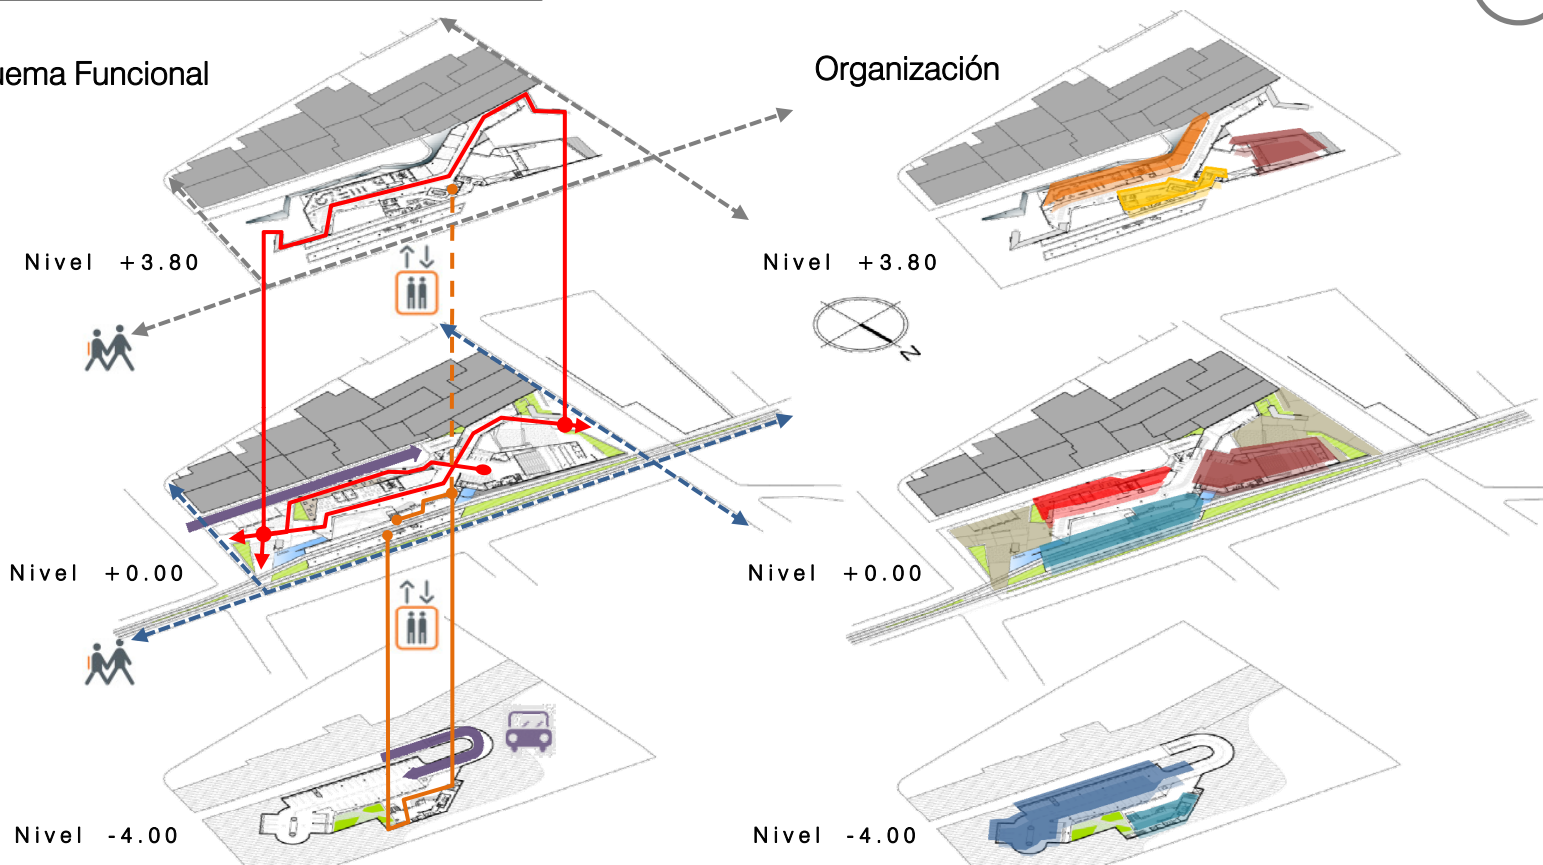 uema Funcional
Organización
Nivel +3.80
Nivel +3.80
N
Nivel +0.00
Nivel +0.00
Nivel -4.00
Nivel -4.00